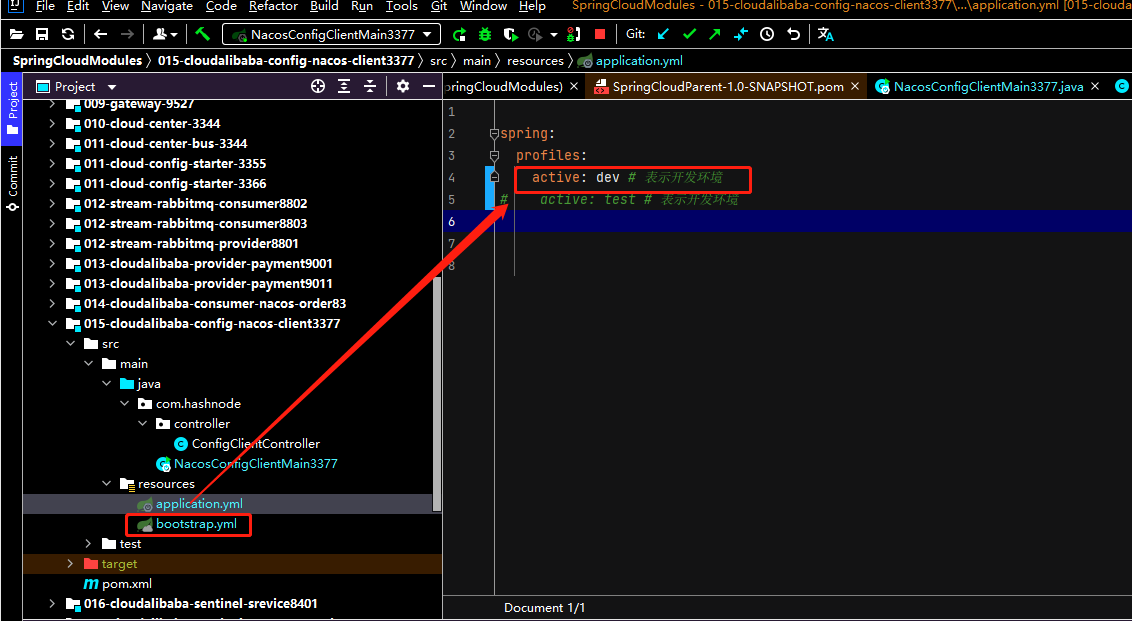 File Edit View Navigate Code Refactor Build Run Tools Git Window Help SpringCloudModules - 015-cloudalibaba-config-nacos-client3377\...\application.yml [015-clouda
NacosConfigClientMain3377 Git:
SpringCloudModules 015-cloudalibaba-config-nacos-client3377 src main resources application.yml
Project
Commit
Project
ringCloudModules) SpringCloudParent-1.0-SNAPSHOT.pom NacosConfigClientMain3377.java
009-gateway-9527
010-cloud-center-3344
011-cloud-center-bus-3344
011-cloud-config-starter-3355
011-cloud-config-starter-3366
012-stream-rabbitmq-consumer8802
012-stream-rabbitmq-consumer8803
012-stream-rabbitmq-provider8801
013-cloudalibaba-provider-payment9001
013-cloudalibaba-provider-payment9011
014-cloudalibaba-consumer-nacos-order83
015-cloudalibaba-config-nacos-client3377
src
main
java
com.hashnode
controller
ConfigClientController
NacosConfigClientMain3377
resources
application.yml
bootstrap.yml
test
target
pom.xml
016-cloudalibaba-sentinel-srevice8401
1
2 spring:
3 profiles:
4 active: dev # 表示开发环境
5 # active: test # 表示开发环境
6
7
8
Document 1/1